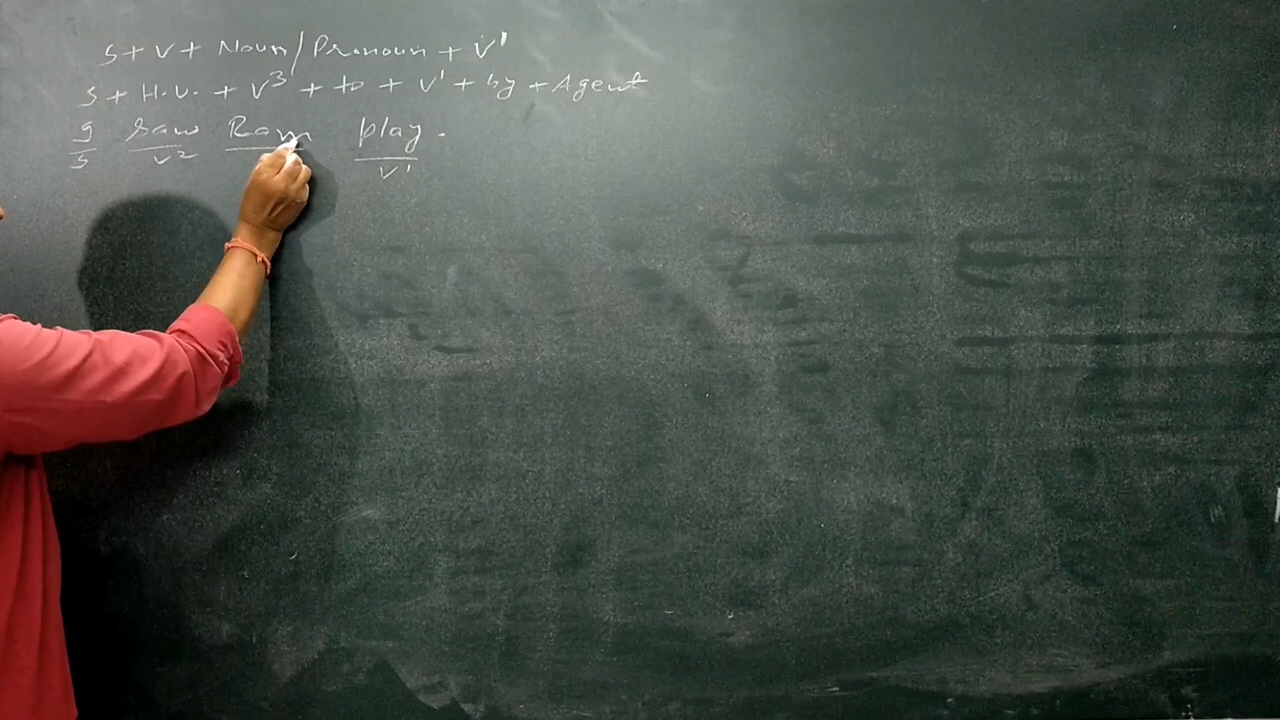 S + V + Noun/Pronoun + V¹
S + H.V. + V³ + to + V¹ + by + Agent
I saw Ram play.
S V² V¹